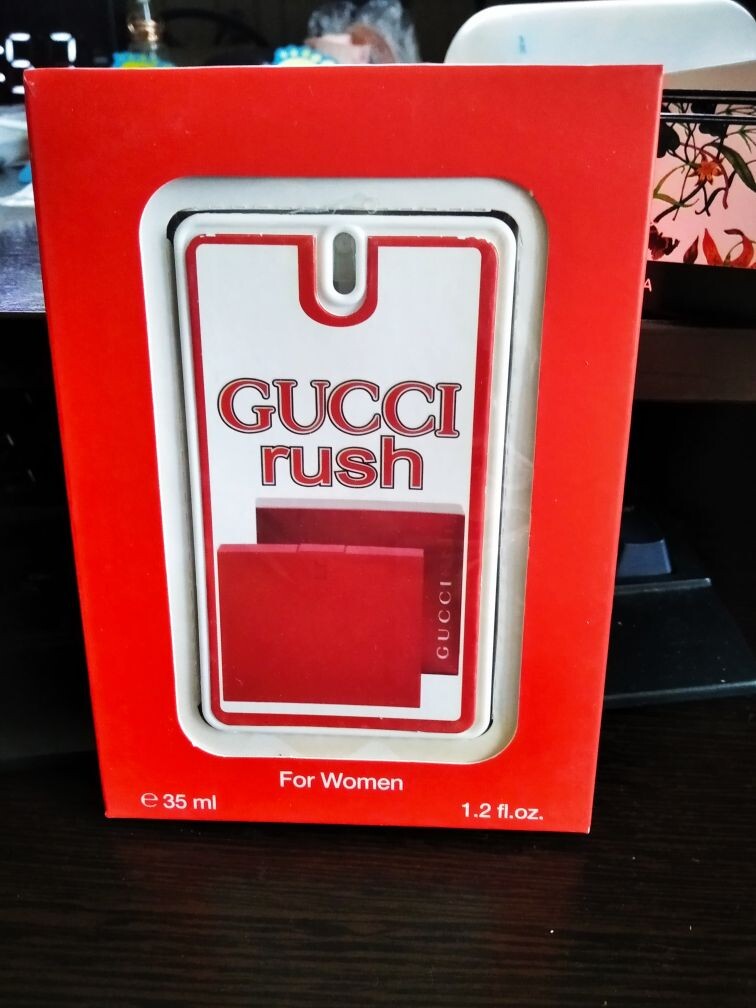 GUCCI
rush
GUCCI
For Women
℮ 35 ml
1.2 fl.oz.